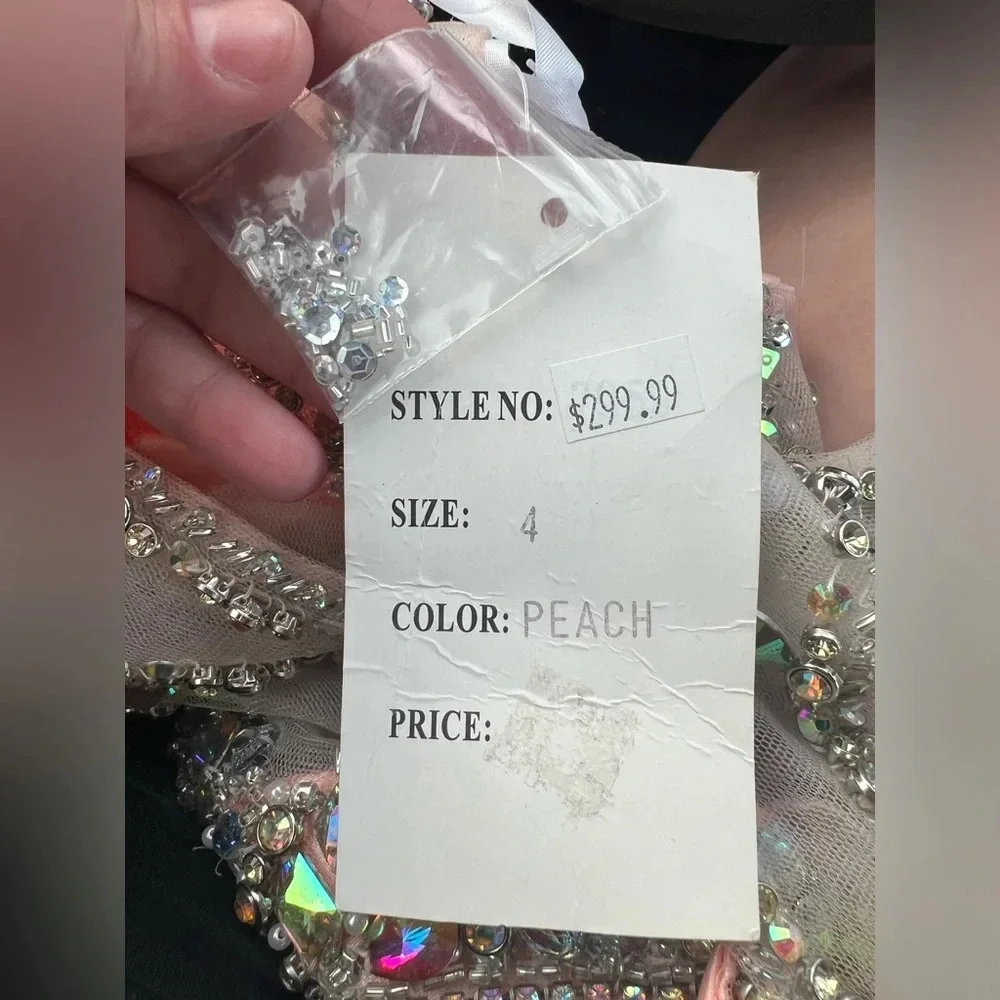 STYLE NO: $299.99
SIZE: 4
COLOR: PEACH
PRICE: